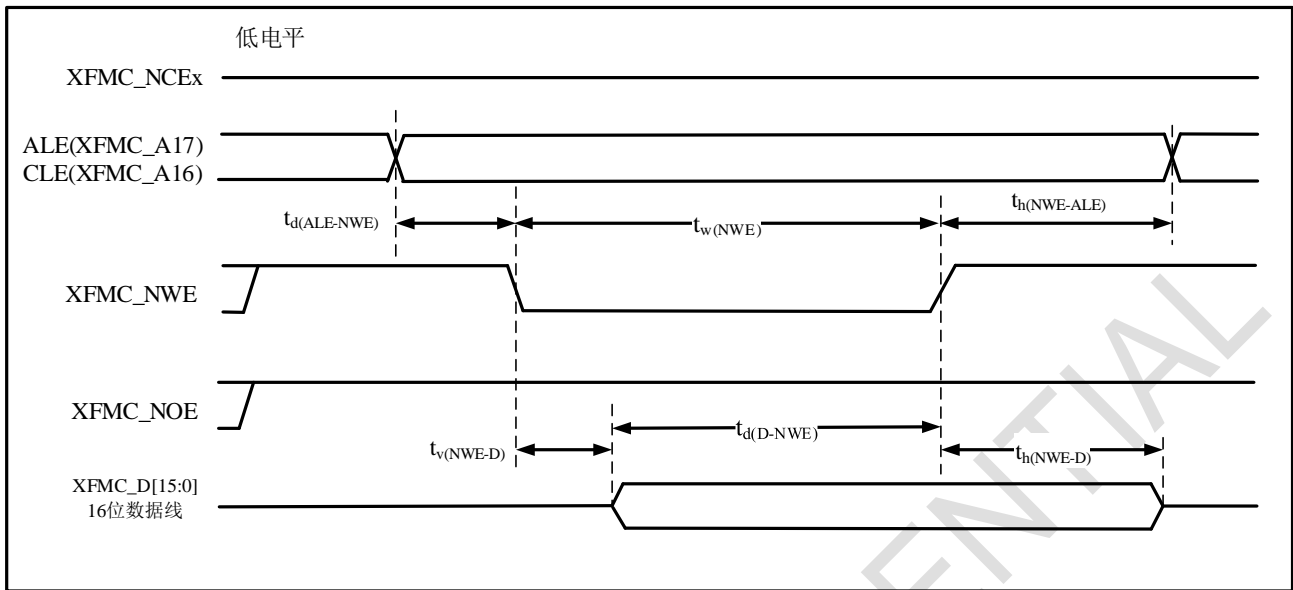 低电平
XFMC_NCEx
ALE(XFMC_A17)
CLE(XFMC_A16)
td(ALE-NWE)
tw(NWE)
th(NWE-ALE)
XFMC_NWE
XFMC_NOE
tv(NWE-D)
td(D-NWE)
th(NWE-D)
XFMC_D[15:0]
16位数据线
ENTIAL